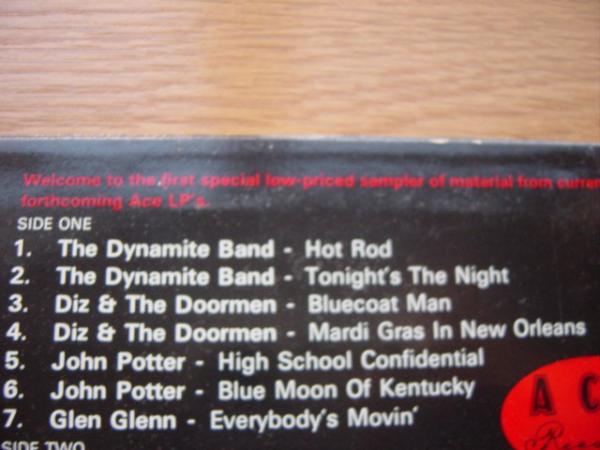 Welcome to the first special low-priced sampler of material from
forthcoming Ace LP's.
SIDE ONE
1. The Dynamite Band - Hot Rod
2. The Dynamite Band - Tonight's The Night
3. Diz & The Doormen - Bluecoat Man
4. Diz & The Doormen - Mardi Gras In New Orleans
5. John Potter - High School Confidential
6. John Potter - Blue Moon Of Kentucky
7. Glen Glenn - Everybody's Movin'
A C
SIDE TWO